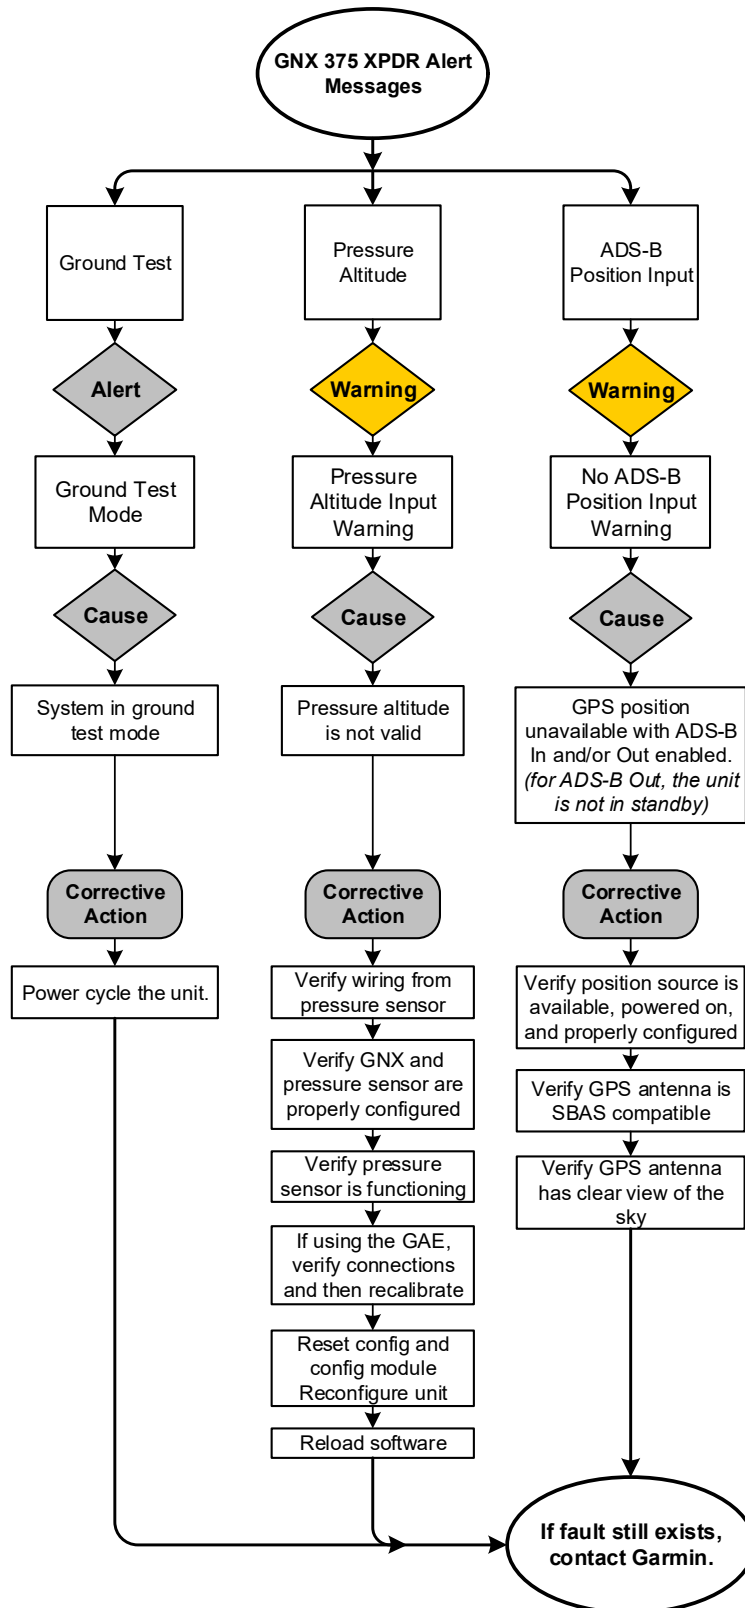 GNX 375 XPDR Alert
Messages
Ground Test
Alert
Ground Test
Mode
Cause
System in ground
test mode
Corrective
Action
Power cycle the unit.
Pressure
Altitude
Warning
Pressure
Altitude Input
Warning
Cause
Pressure altitude
is not valid
Corrective
Action
Verify wiring from
pressure sensor
Verify GNX and
pressure sensor are
properly configured
Verify pressure
sensor is functioning
If using the GAE,
verify connections
and then recalibrate
Reset config and
config module
Reconfigure unit
Reload software
ADS-B
Position Input
Warning
No ADS-B
Position Input
Warning
Cause
GPS position
unavailable with ADS-B
In and/or Out enabled.
(for ADS-B Out, the unit
is not in standby)
Corrective
Action
Verify position source is
available, powered on,
and properly configured
Verify GPS antenna is
SBAS compatible
Verify GPS antenna
has clear view of the
sky
If fault still exists,
contact Garmin.